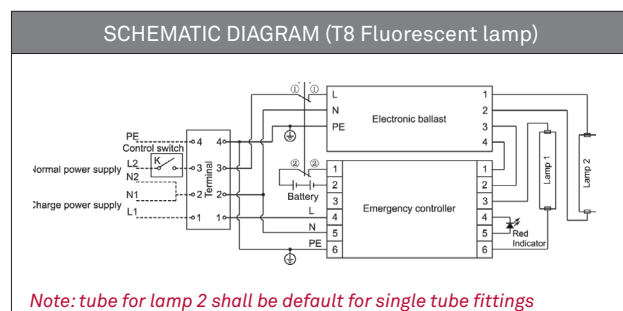 SCHEMATIC DIAGRAM (T8 Fluorescent lamp)
① ①
L
N
PE
Electronic ballast
1
2
3
4
PE
Control switch
K
L2
Normal power supply
N2
N1
Charge power supply
L1
4 4
3 3
2 2
1 1
Terminal
② ②
Battery
L
N
PE
1
2
3
4
5
6
Emergency controller
1
2
3
4
5
6
Red
Indicator
Lamp 1
Lamp 2
Note: tube for lamp 2 shall be default for single tube fittings